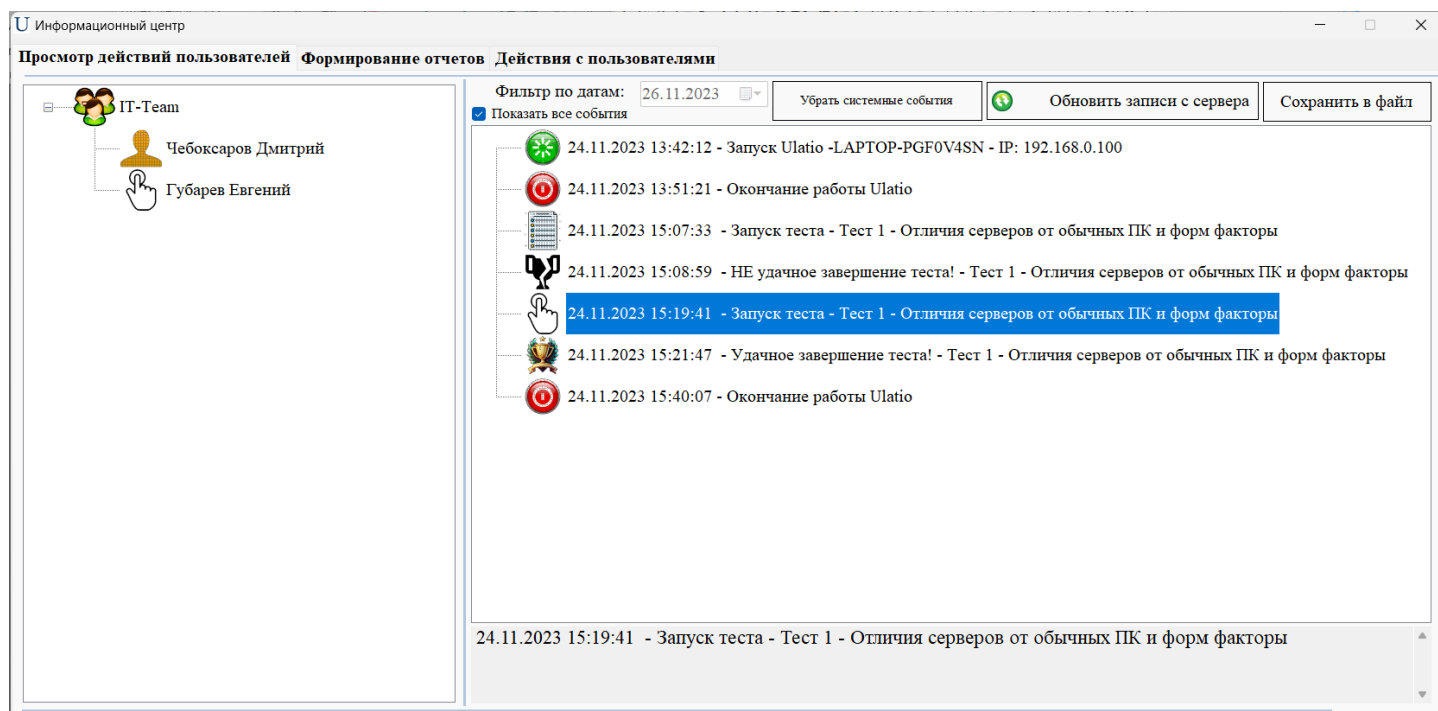 U Информационный центр
Просмотр действий пользователей Формирование отчетов Действия с пользователями
IT-Team
Чебоксаров Дмитрий
Губарев Евгений
Фильтр по датам: 26.11.2023
Показать все события
Убрать системные события
Обновить записи с сервера
Сохранить в файл
24.11.2023 13:42:12 - Запуск Ulatio -LAPTOP-PGF0V4SN - IP: 192.168.0.100
24.11.2023 13:51:21 - Окончание работы Ulatio
24.11.2023 15:07:33 - Запуск теста - Тест 1 - Отличия серверов от обычных ПК и форм факторы
24.11.2023 15:08:59 - НЕ удачное завершение теста! - Тест 1 - Отличия серверов от обычных ПК и форм факторы
24.11.2023 15:19:41 - Запуск теста - Тест 1 - Отличия серверов от обычных ПК и форм факторы
24.11.2023 15:21:47 - Удачное завершение теста! - Тест 1 - Отличия серверов от обычных ПК и форм факторы
24.11.2023 15:40:07 - Окончание работы Ulatio
24.11.2023 15:19:41 - Запуск теста - Тест 1 - Отличия серверов от обычных ПК и форм факторы